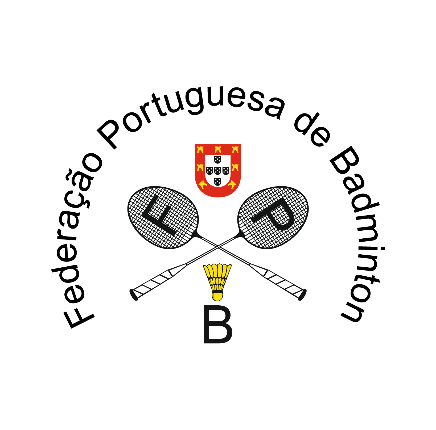 Federação Portuguesa de Badminton
F P
B